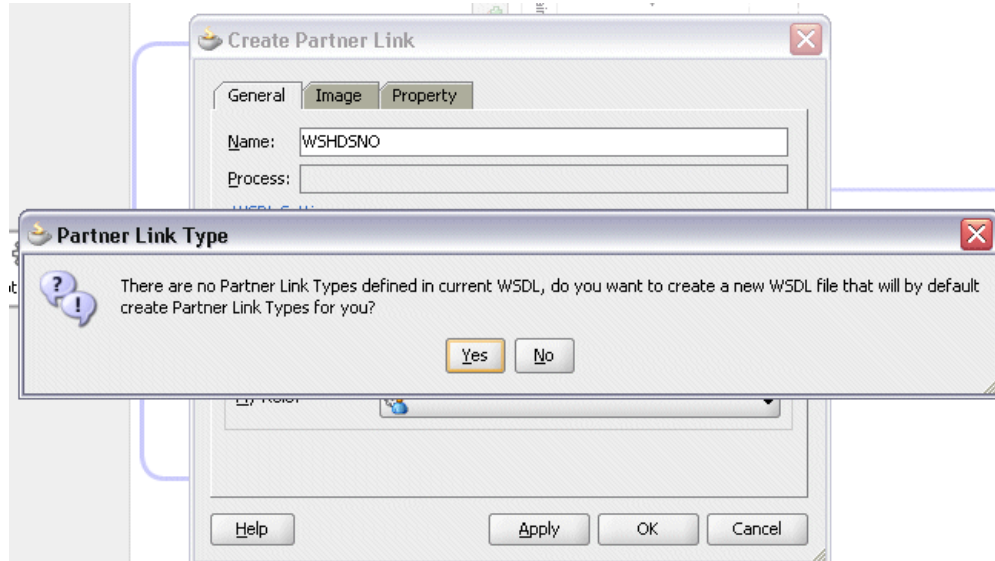 Create Partner Link
General Image Property
Name: WSHDSNO
Process:
Partner Link Type
There are no Partner Link Types defined in current WSDL, do you want to create a new WSDL file that will by default
create Partner Link Types for you?
Yes No
Help Apply OK Cancel